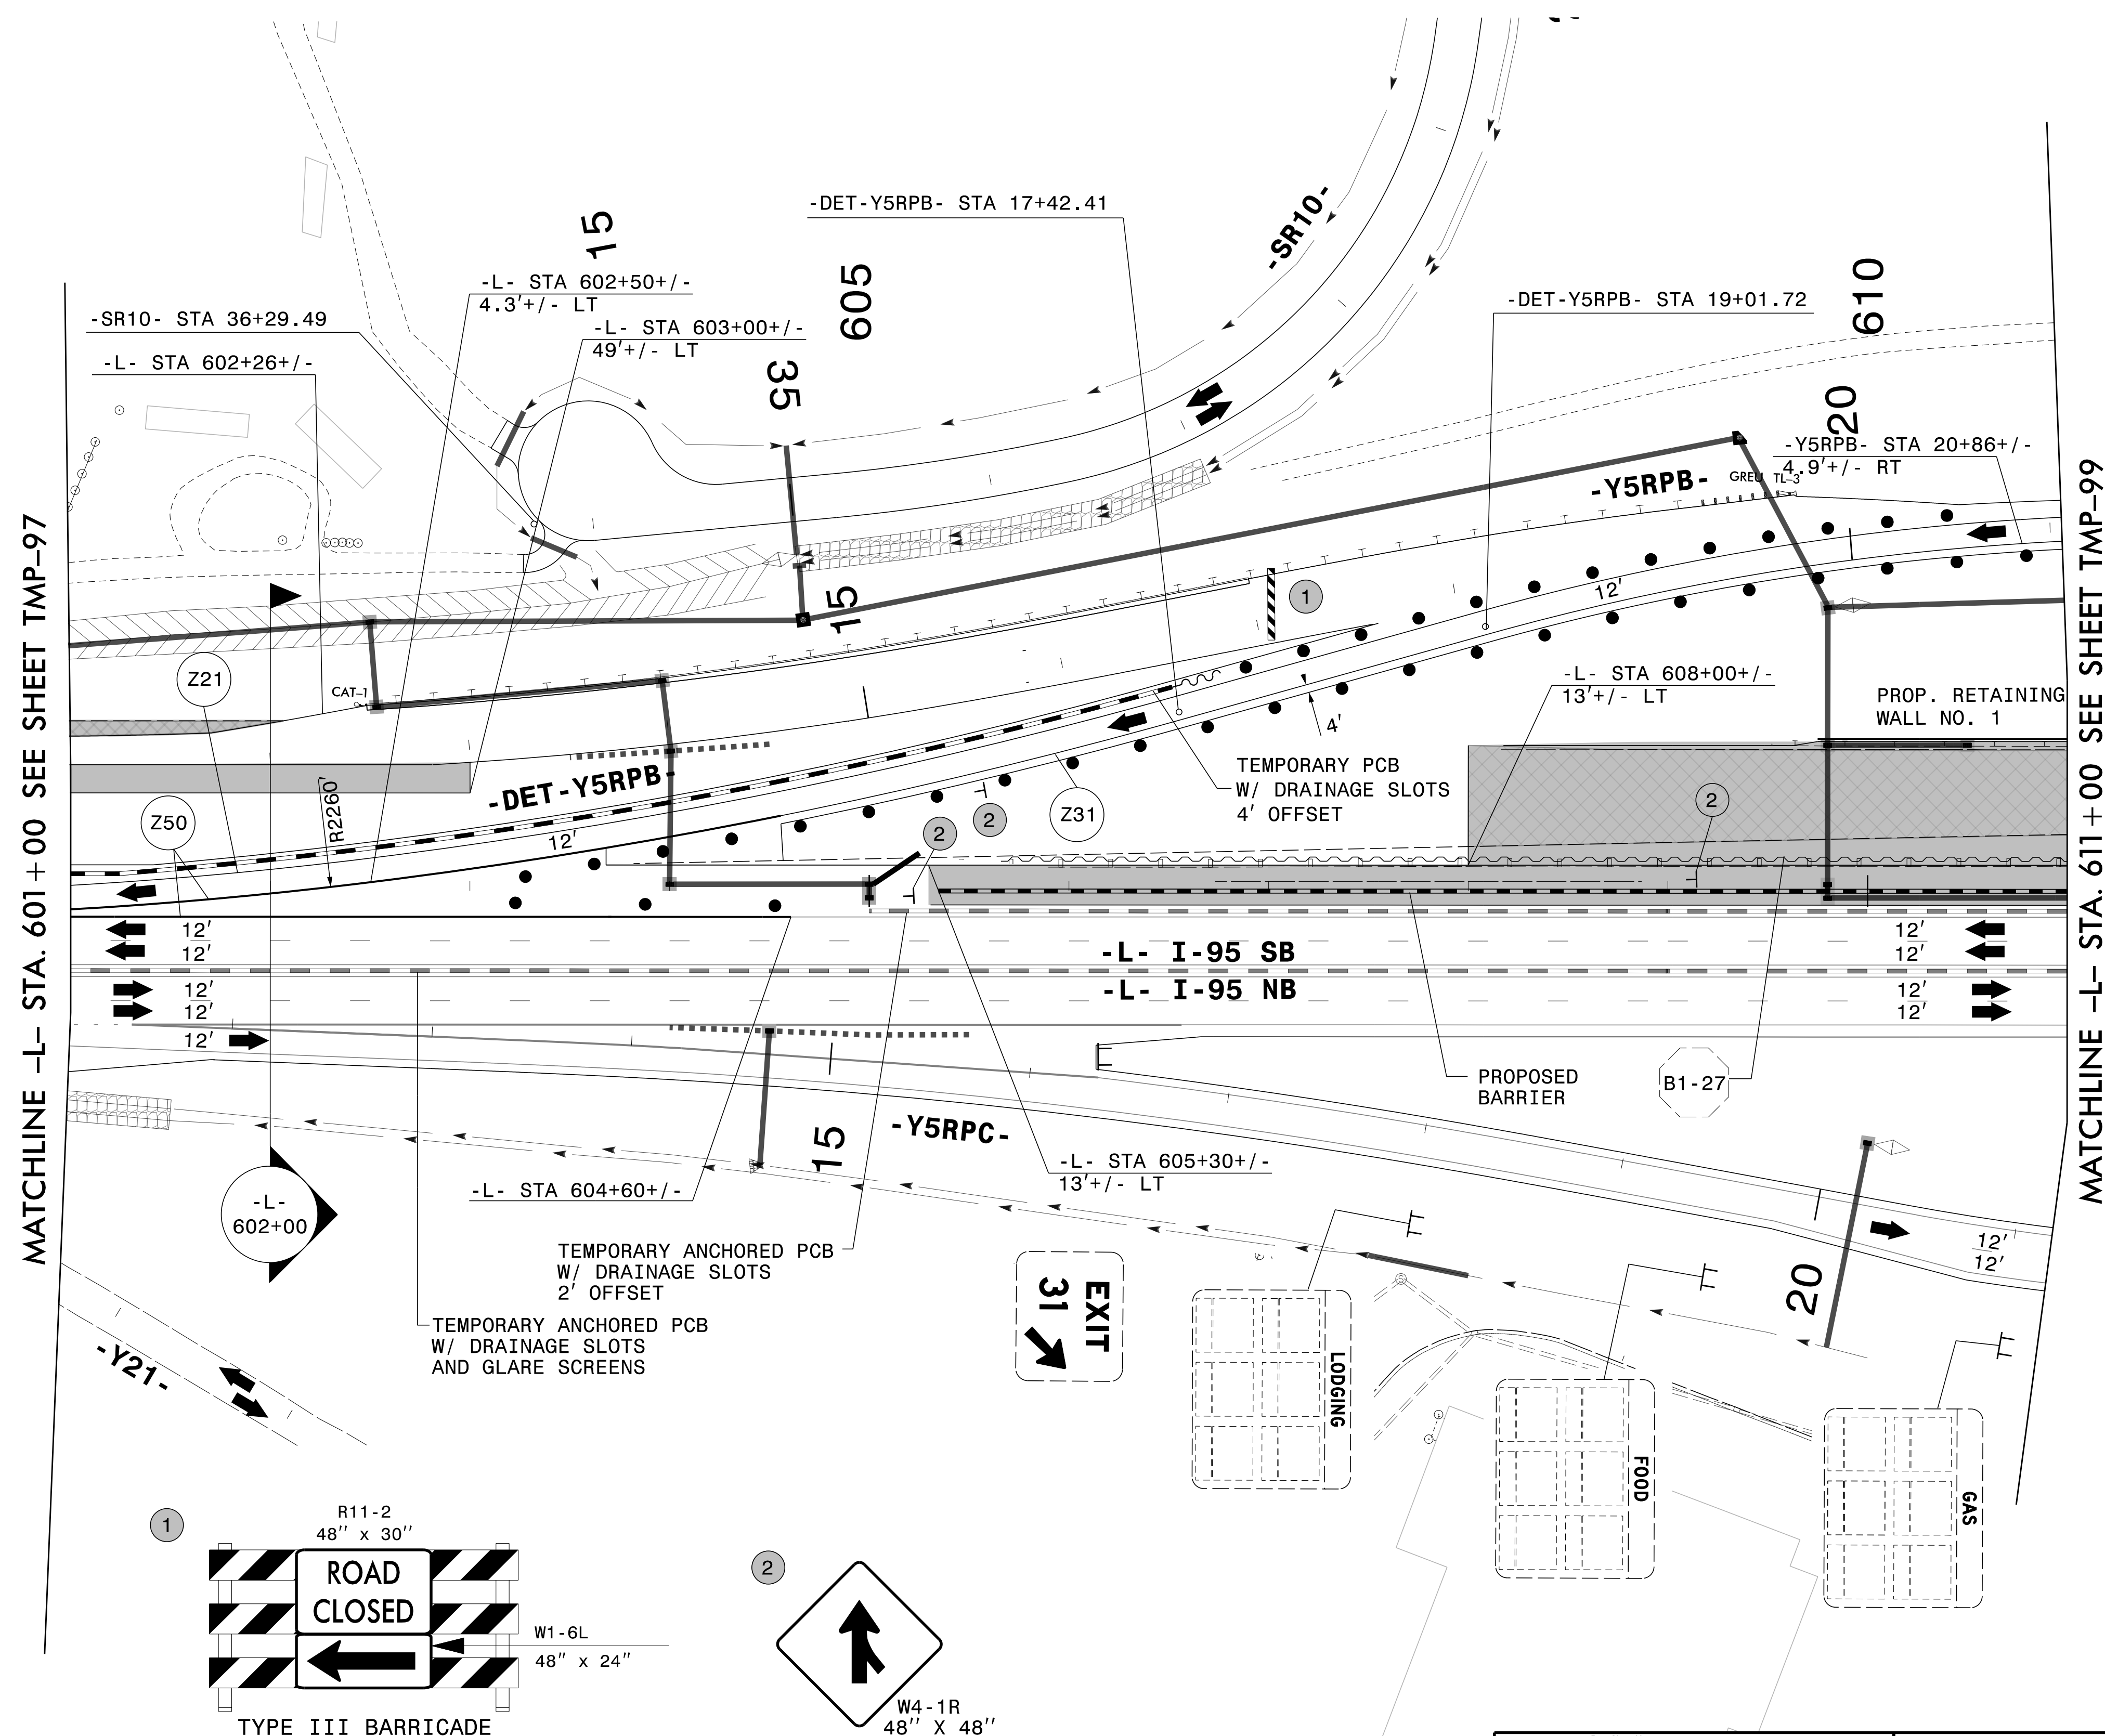 -DET-Y5RPB- STA 17+42.41
-SR10-
15
605
-L- STA 602+50+/-
4.3'+/- LT
-SR10- STA 36+29.49
-L- STA 603+00+/-
49'+/- LT
-L- STA 602+26+/-
35
-DET-Y5RPB- STA 19+01.72
610
20
-Y5RPB- STA 20+86+/-
4.9'+/- RT
-Y5RPB-
GREU TL-3
MATCHLINE -L- STA. 601+00 SEE SHEET TMP-97
MATCHLINE -L- STA. 611+00 SEE SHEET TMP-99
15
1
12'
Z21
CAT-1
-L- STA 608+00+/-
13'+/- LT
PROP. RETAINING
WALL NO. 1
4'
TEMPORARY PCB
W/ DRAINAGE SLOTS
4' OFFSET
-DET-Y5RPB-
R2260'
Z50
12'
2
2
Z31
2
12'
12'
-L- I-95 SB
12'
12'
12'
12'
-L- I-95 NB
12'
12'
12'
PROPOSED
BARRIER
B1-27
15
-Y5RPC-
-L- STA 605+30+/-
13'+/- LT
-L- STA 604+60+/-
-L-
602+00
TEMPORARY ANCHORED PCB
W/ DRAINAGE SLOTS
2' OFFSET
TEMPORARY ANCHORED PCB
W/ DRAINAGE SLOTS
AND GLARE SCREENS
-Y21-
EXIT
31
LODGING
FOOD
GAS
20
12'
12'
1
R11-2
48" x 30"
ROAD
CLOSED
W1-6L
48" x 24"
TYPE III BARRICADE
2
W4-1R
48" X 48"